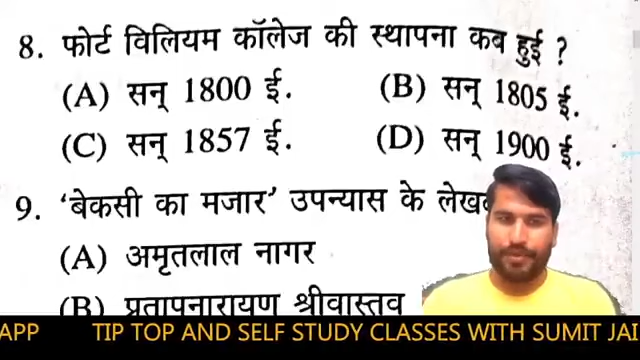 8. फोर्ट विलियम कॉलेज की स्थापना कब हुई ?
(A) सन् 1800 ई. (B) सन् 1805 ई.
(C) सन् 1857 ई. (D) सन् 1900 ई.
9. 'बेकसी का मजार' उपन्यास के
(A) अमृतलाल नागर
(B) प्रतापनारायण श्रीवास्तव
APP TIP TOP AND SELF STUDY CLASSES WITH SUMIT JAI